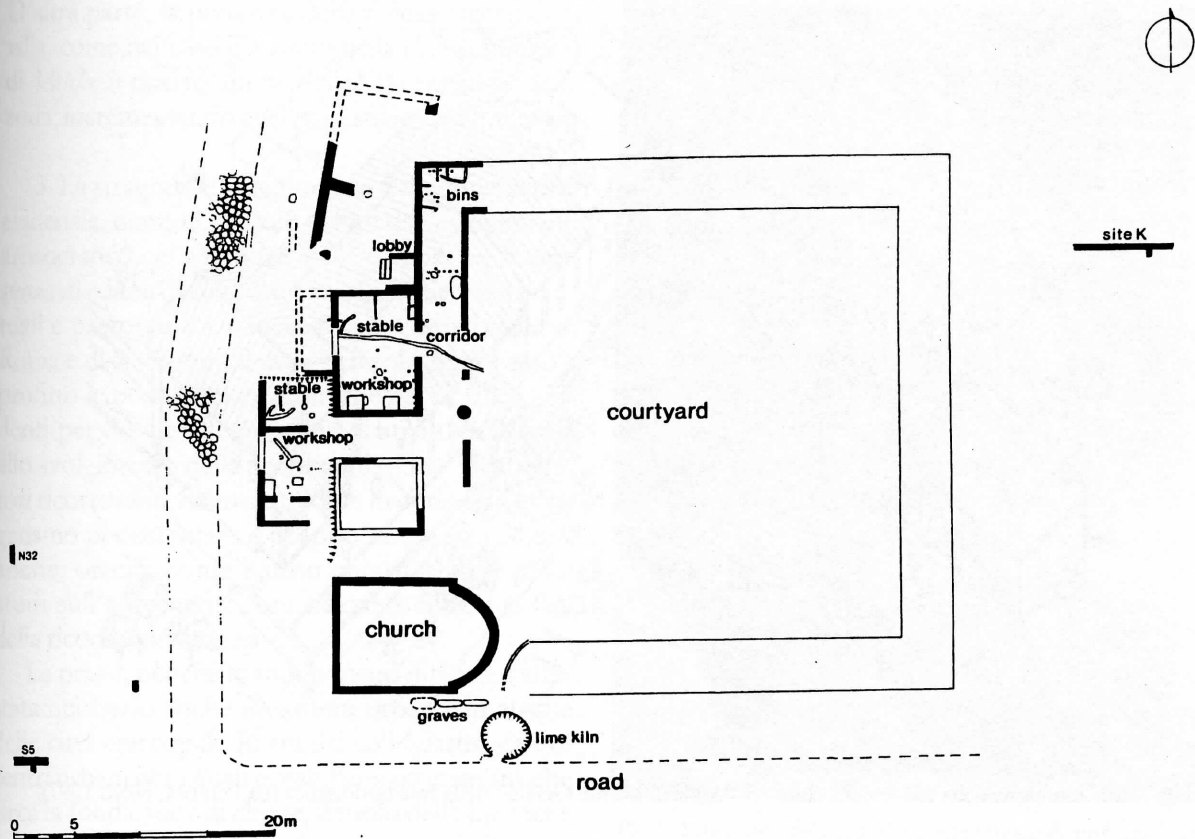 bins
site K
lobby
stable
corridor
stable
workshop
courtyard
workshop
N32
church
graves
lime kiln
S5
road
0 5 20m